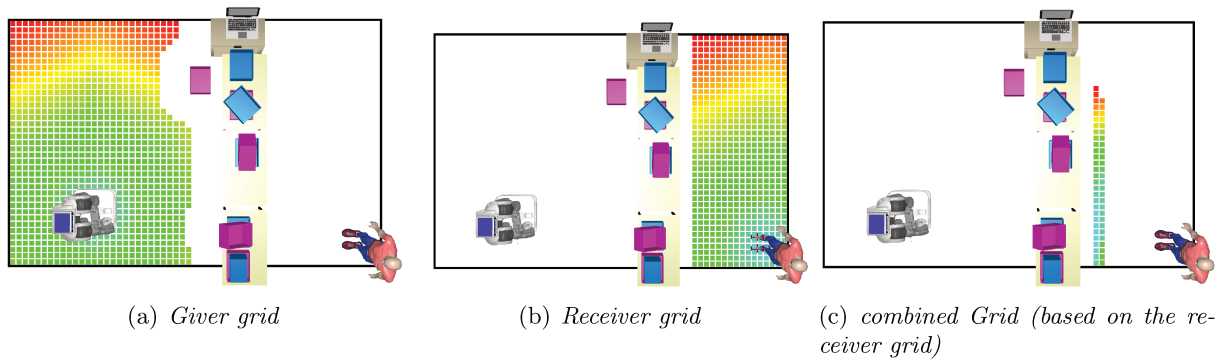 (a) Giver grid
(b) Receiver grid
(c) combined Grid (based on the re-
ceiver grid)